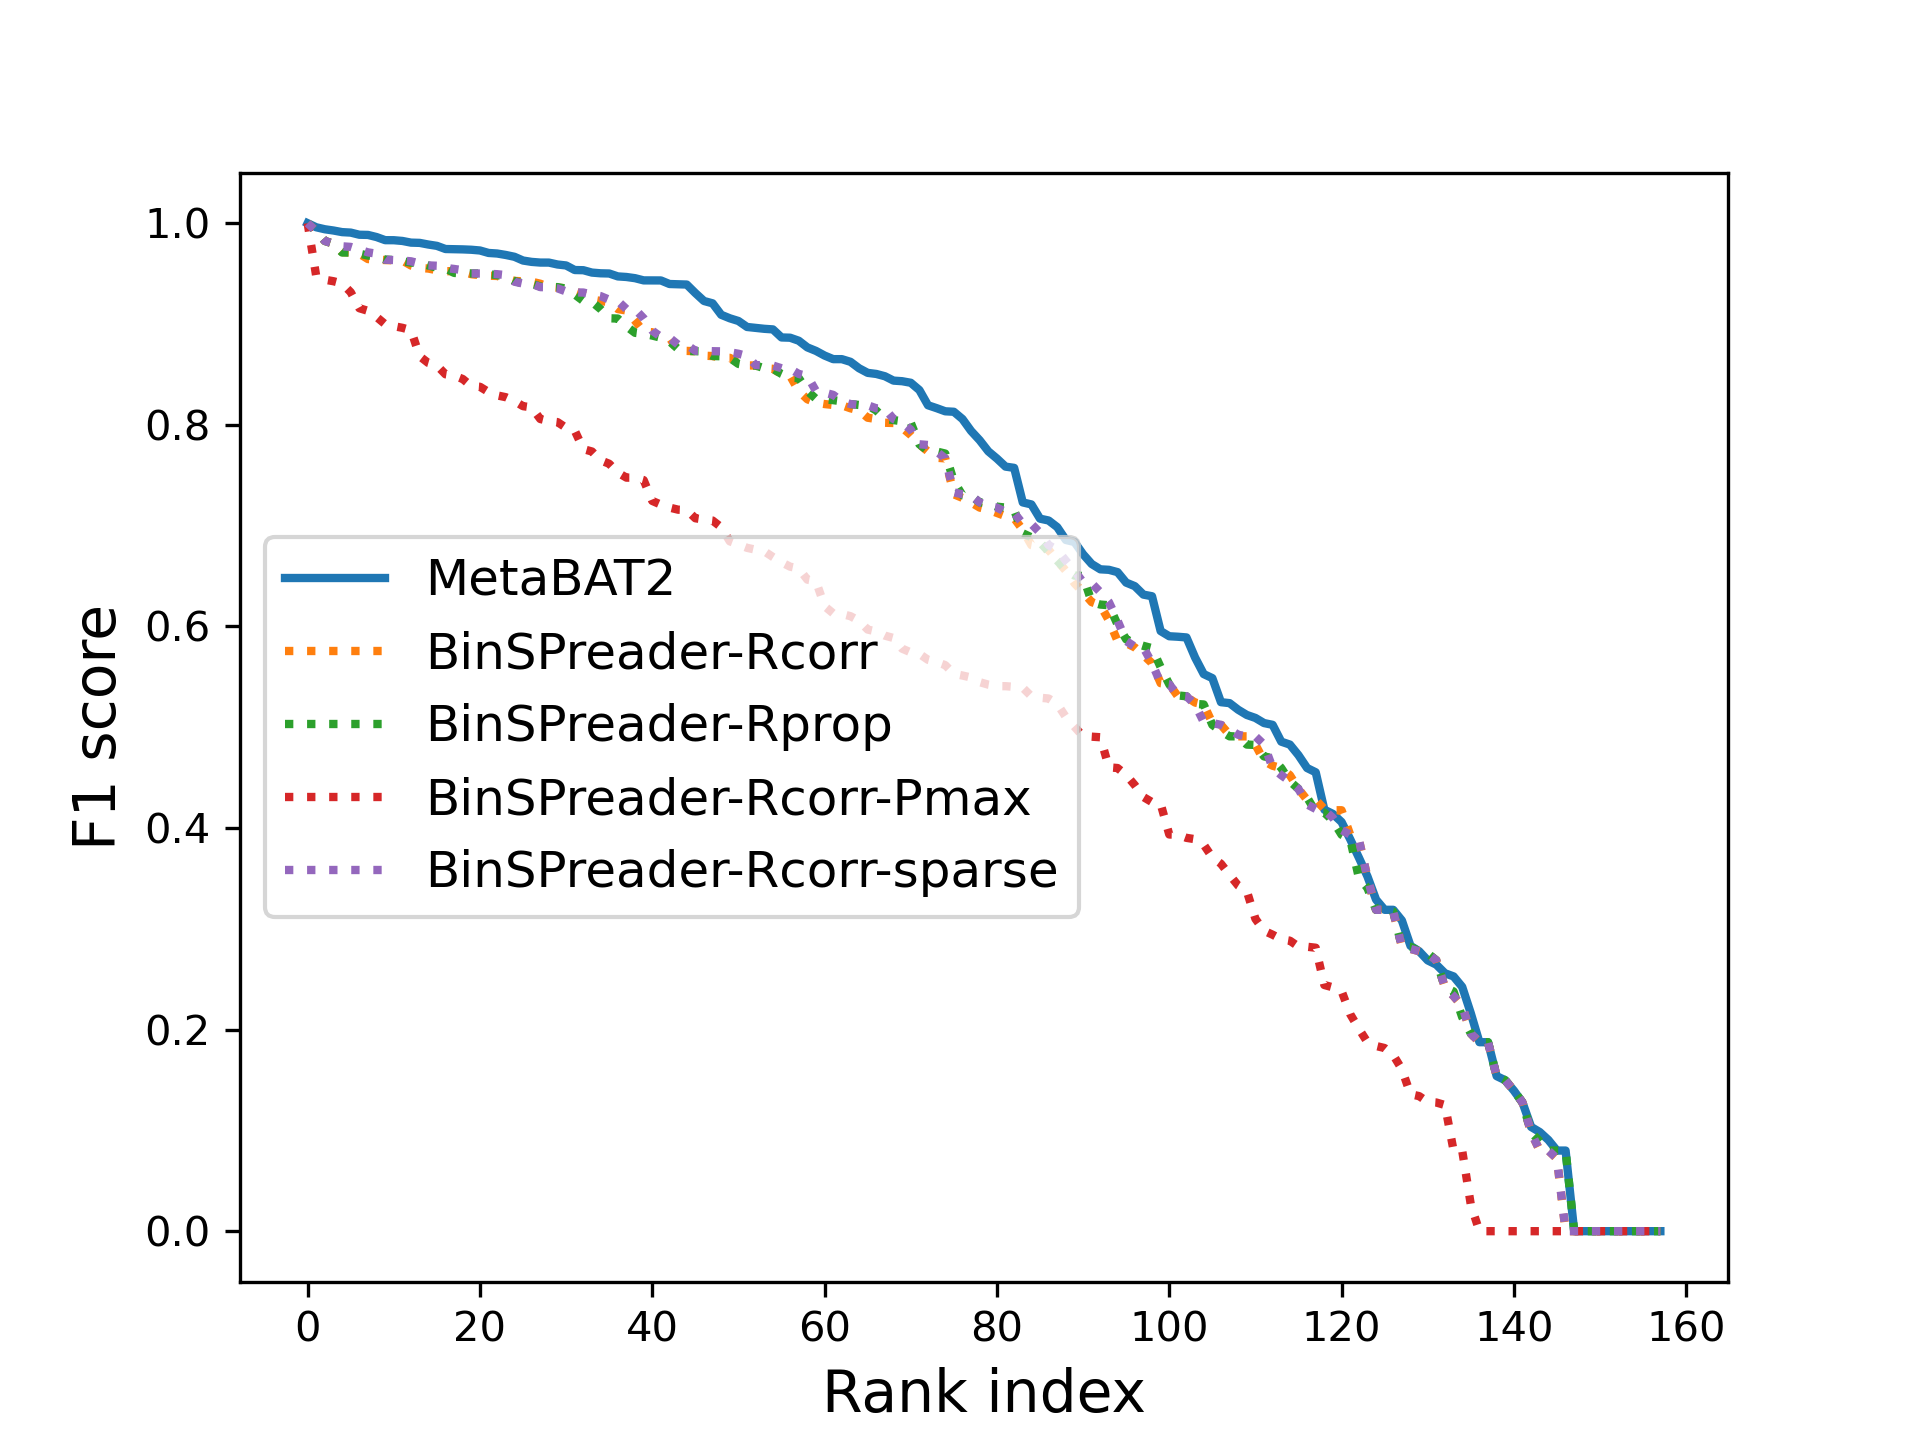 1.0
0.8
0.6
0.4
0.2
0.0
F1 score
MetaBAT2
BinSPreader-Rcorr
BinSPreader-Rprop
BinSPreader-Rcorr-Pmax
BinSPreader-Rcorr-sparse
0 20 40 60 80 100 120 140 160
Rank index